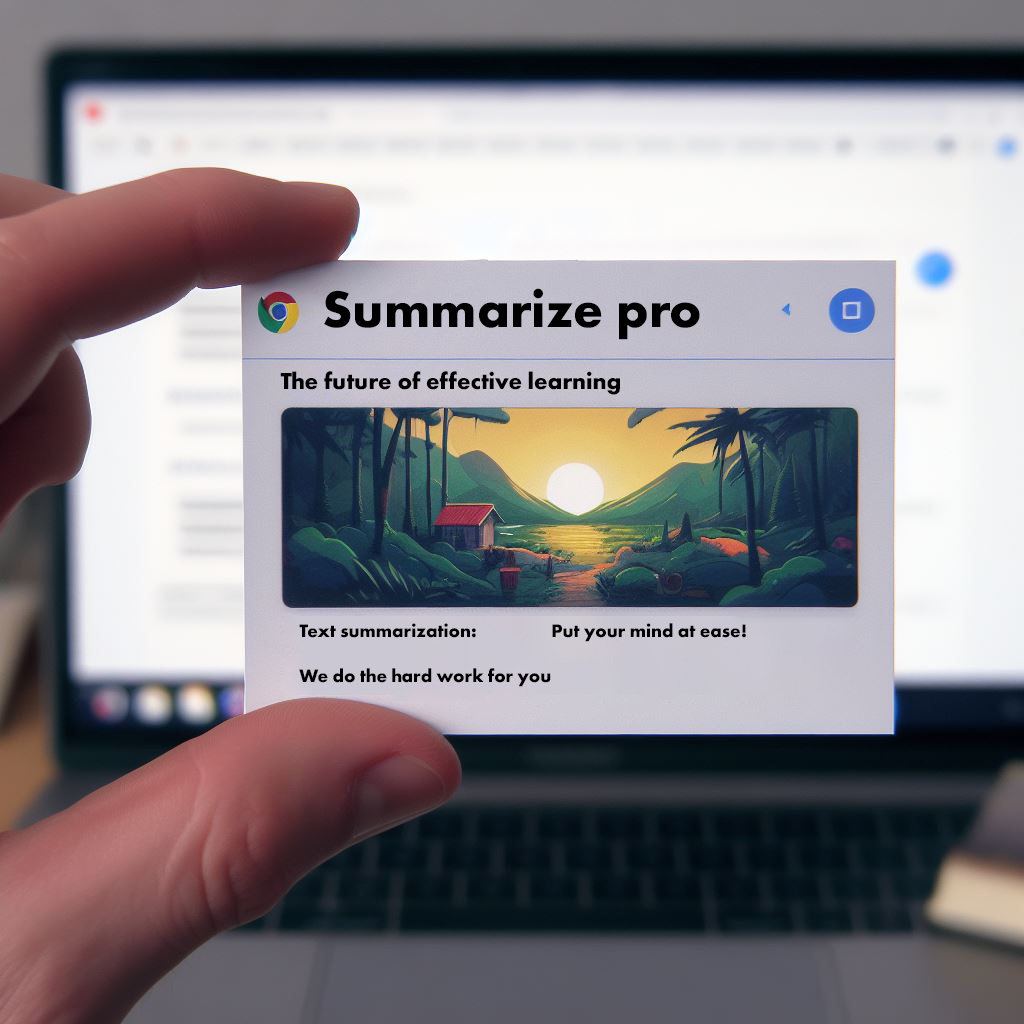 Summarize pro
The future of effective learning
Text summarization:
Put your mind at ease!
We do the hard work for you